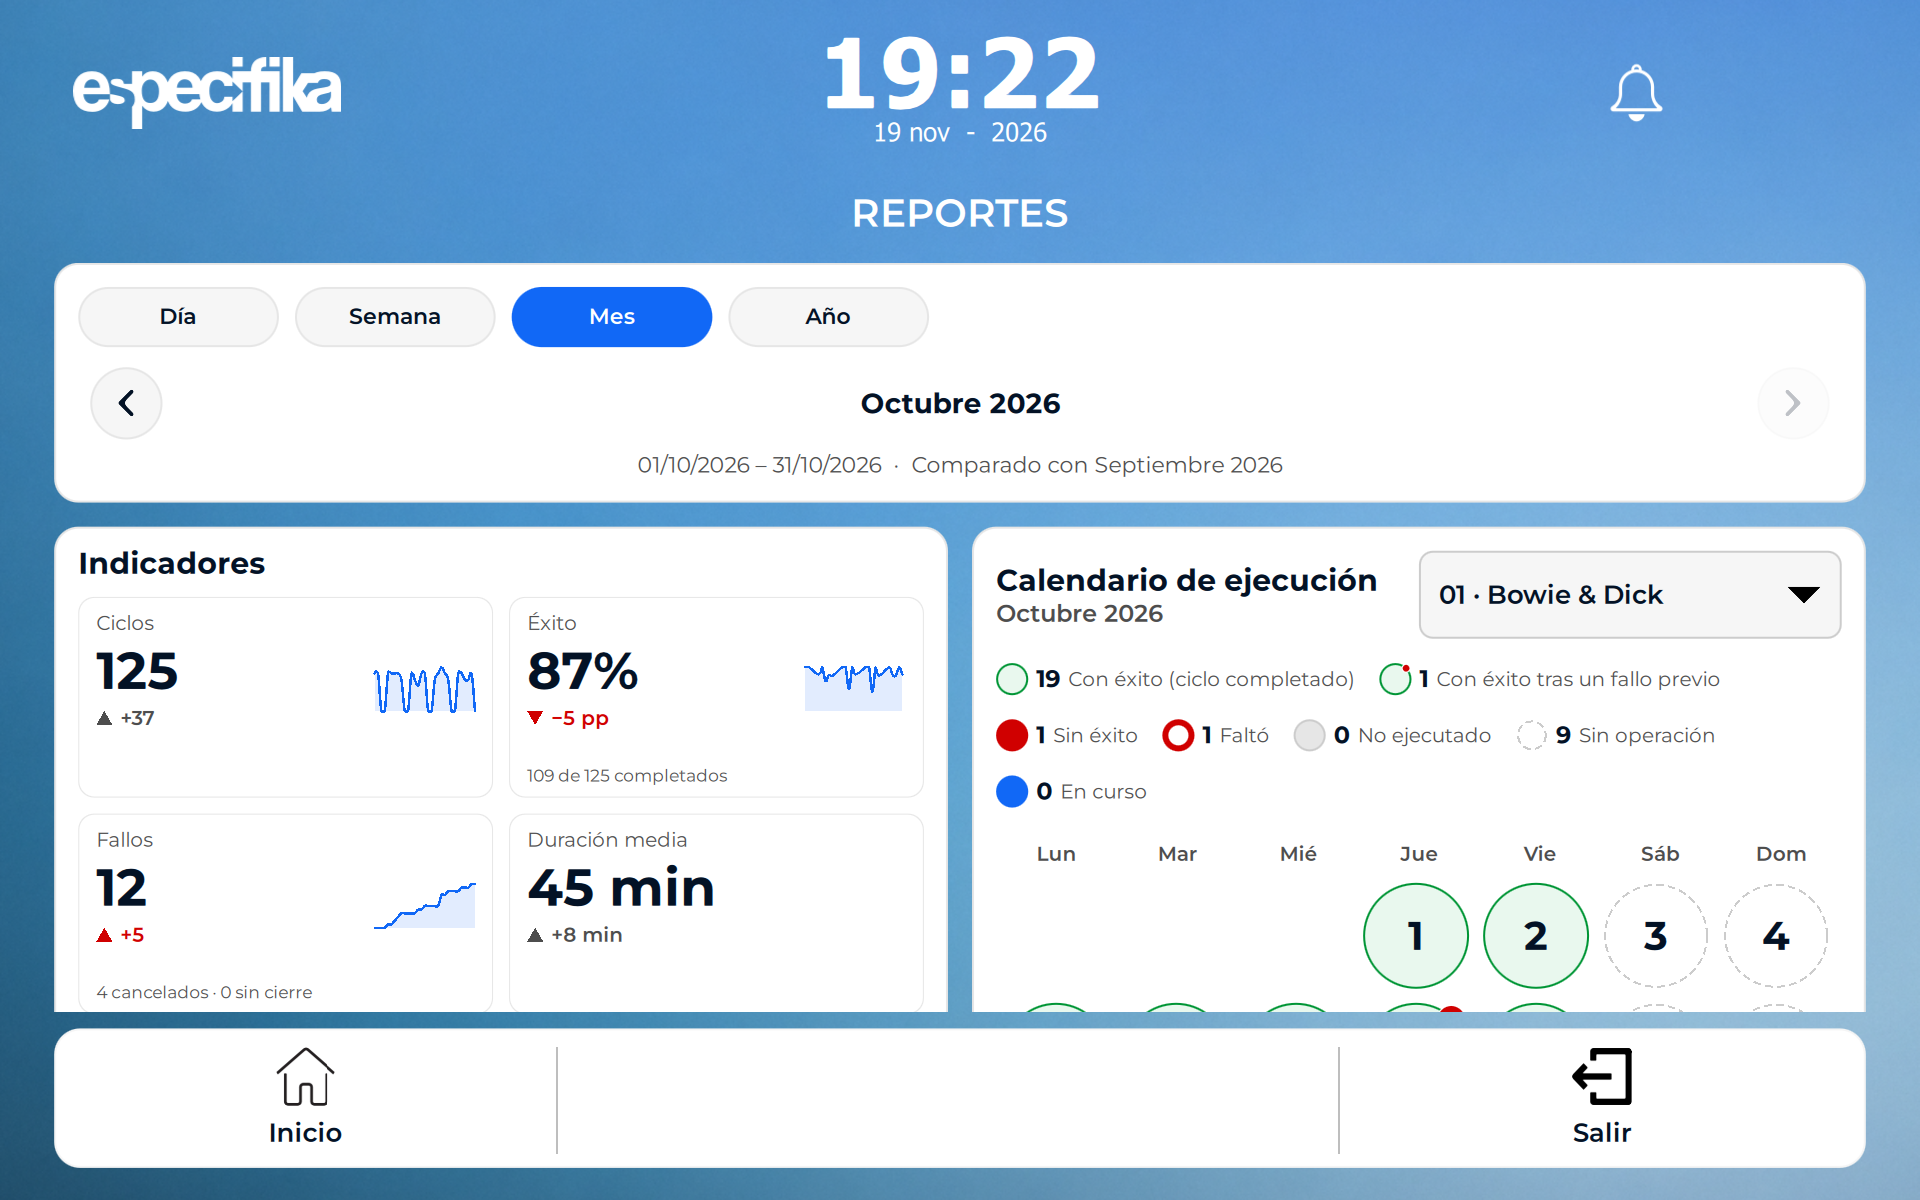 especifika
19:22
19 nov - 2026
REPORTES
Día
Semana
Mes
Año
Octubre 2026
01/10/2026 – 31/10/2026 · Comparado con Septiembre 2026
Indicadores
Ciclos
125
▲ +37
Éxito
87%
▼ −5 pp
109 de 125 completados
Fallos
12
▲ +5
4 cancelados · 0 sin cierre
Duración media
45 min
▲ +8 min
Calendario de ejecución
Octubre 2026
01 · Bowie & Dick
19 Con éxito (ciclo completado)
1 Con éxito tras un fallo previo
1 Sin éxito
1 Faltó
0 No ejecutado
9 Sin operación
0 En curso
Lun Mar Mié Jue Vie Sáb Dom
1 2 3 4
Inicio
Salir